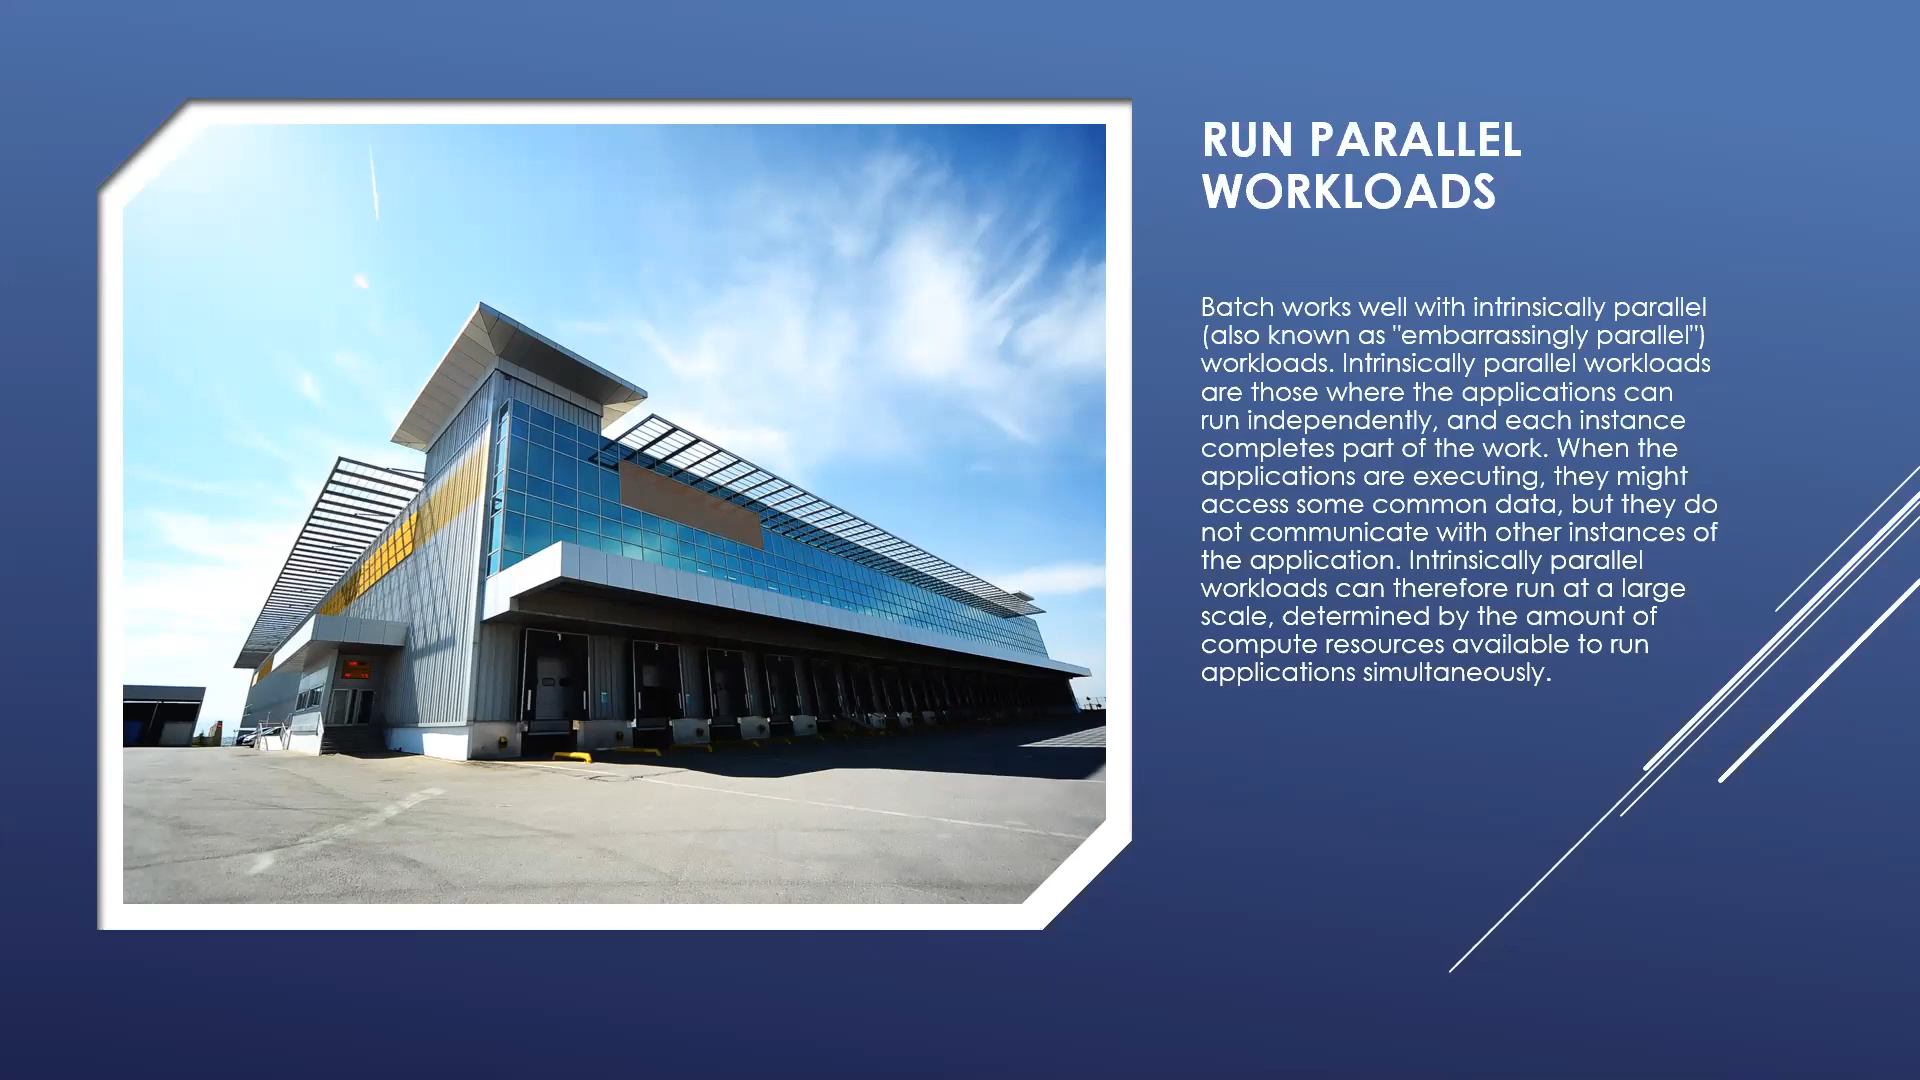 RUN PARALLEL
WORKLOADS
Batch works well with intrinsically parallel
(also known as "embarrassingly parallel")
workloads. Intrinsically parallel workloads
are those where the applications can
run independently, and each instance
completes part of the work. When the
applications are executing, they might
access some common data, but they do
not communicate with other instances of
the application. Intrinsically parallel
workloads can therefore run at a large
scale, determined by the amount of
compute resources available to run
applications simultaneously.